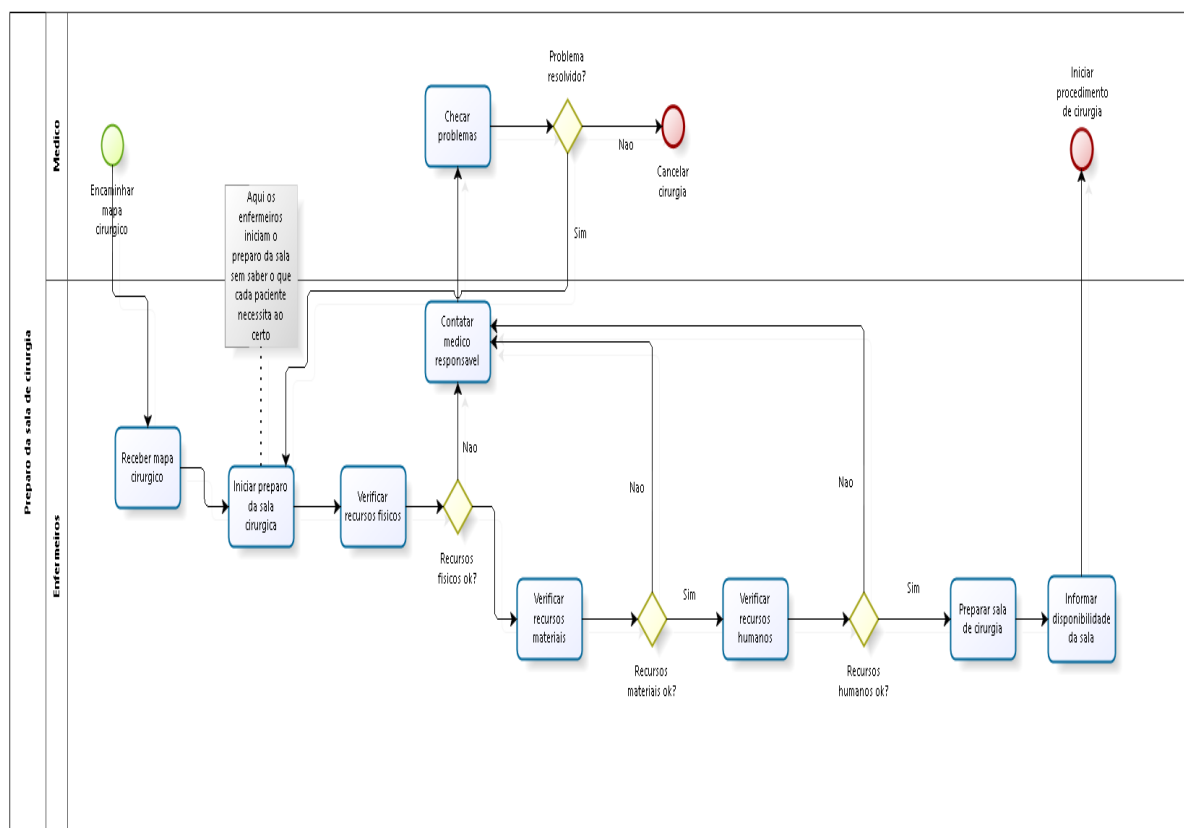 Preparo da sala de cirurgia
Medico
Encaminhar
mapa
cirurgico
Aqui os
enfermeiros
iniciam o
preparo da sala
sem saber o que
cada paciente
necessita ao
certo
Checar
problemas
Problema
resolvido?
Nao
Sim
Cancelar
cirurgia
Iniciar
procedimento
de cirurgia
Enfermeiros
Receber mapa
cirurgico
Iniciar preparo
da sala
cirurgica
Verificar
recursos fisicos
Contatar
medico
responsavel
Nao
Recursos
fisicos ok?
Verificar
recursos
materiais
Nao
Sim
Recursos
materiais ok?
Verificar
recursos
humanos
Nao
Sim
Recursos
humanos ok?
Preparar sala
de cirurgia
Informar
disponibilidade
da sala